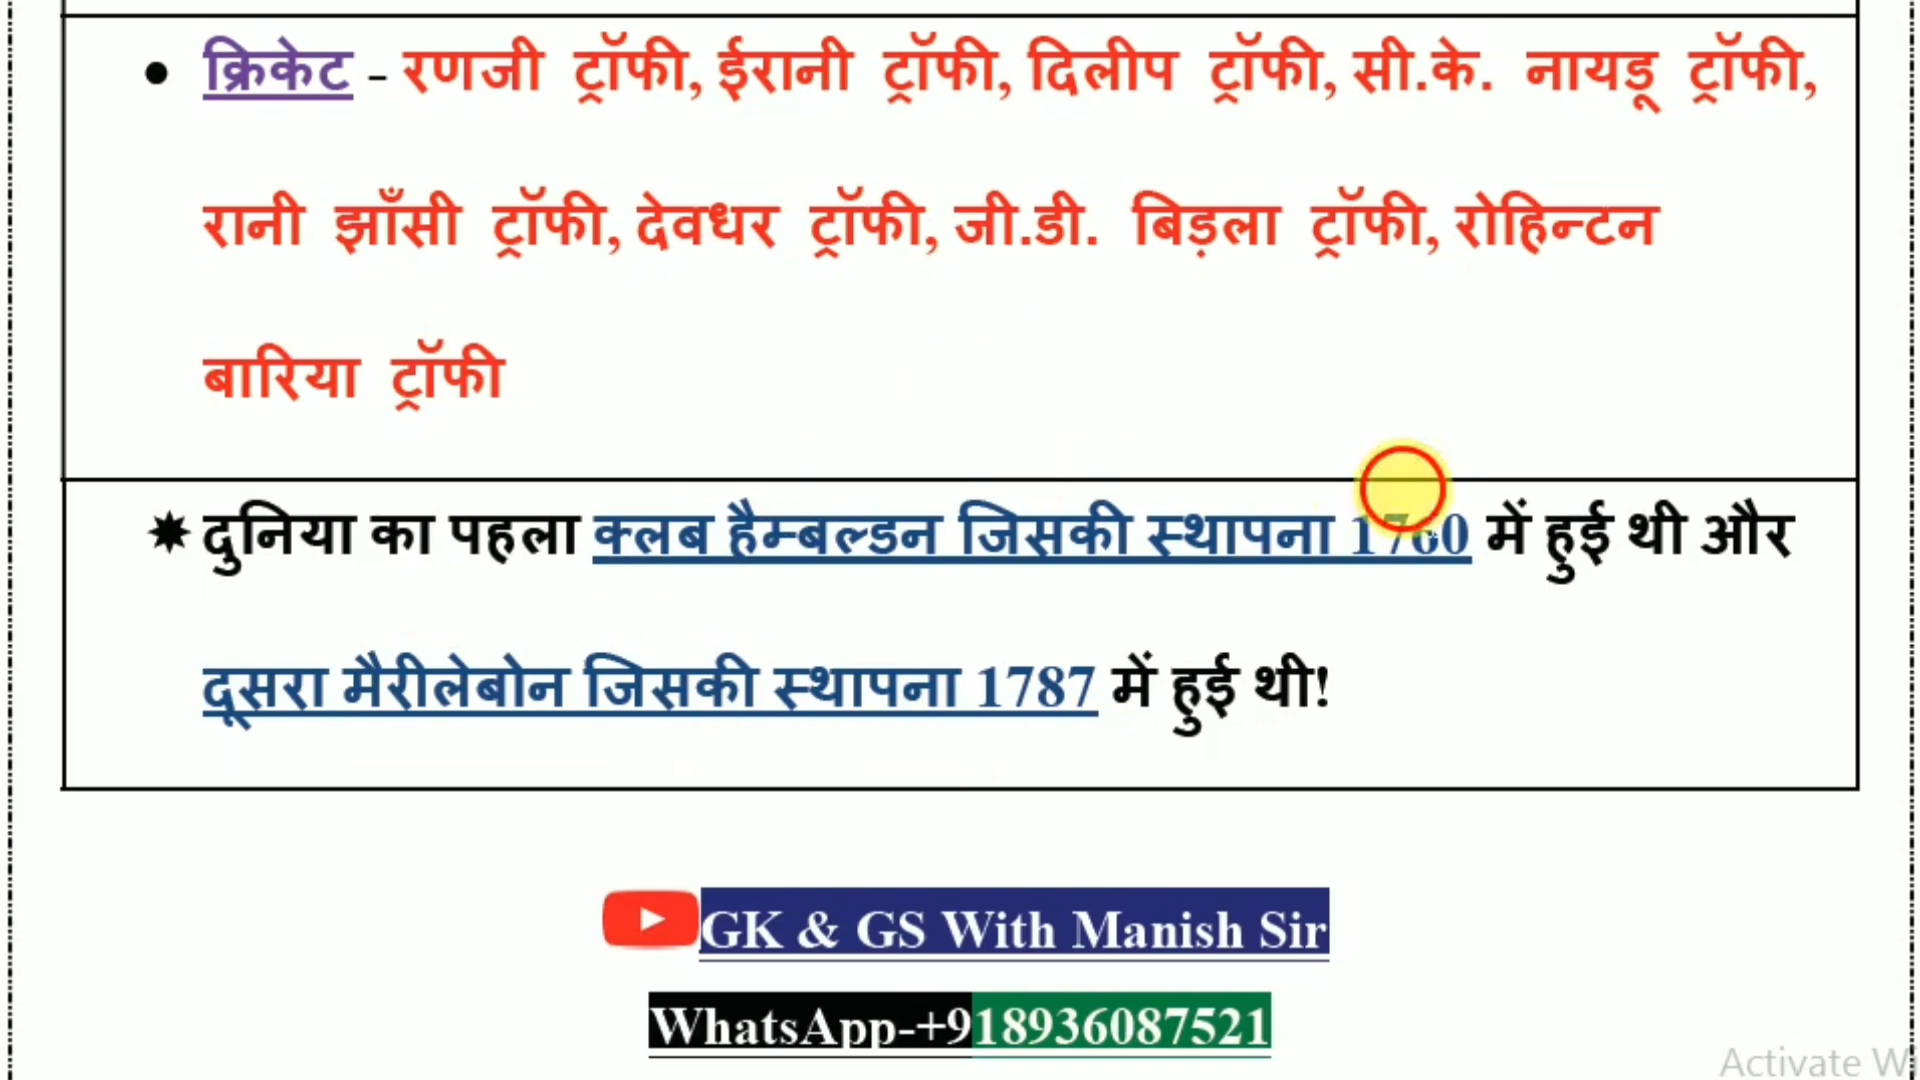 • क्रिकेट - रणजी ट्रॉफी, ईरानी ट्रॉफी, दिलीप ट्रॉफी, सी.के. नायडू ट्रॉफी,
रानी झाँसी ट्रॉफी, देवधर ट्रॉफी, जी.डी. बिड़ला ट्रॉफी, रोहिन्टन
बारिया ट्रॉफी
✷ दुनिया का पहला क्लब हैम्बल्डन जिसकी स्थापना 1760 में हुई थी और
दूसरा मैरीलेबोन जिसकी स्थापना 1787 में हुई थी!
GK & GS With Manish Sir
WhatsApp-+918936087521
Activate W